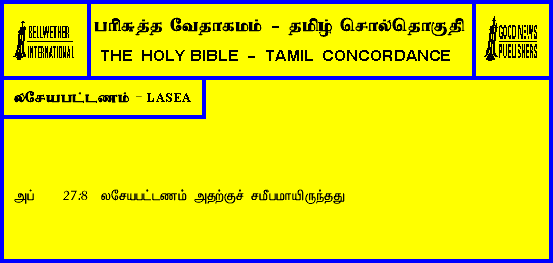 BELLWETHER
INTERNATIONAL
பரிசுத்த வேதாகமம் - தமிழ் சொல்தொகுதி
THE HOLY BIBLE - TAMIL CONCORDANCE
GOOD NEWS
PUBLISHERS
லசேயபட்டணம் - LASEA
அப் 27:8 லசேயபட்டணம் அதற்குச் சமீபமாயிருந்தது